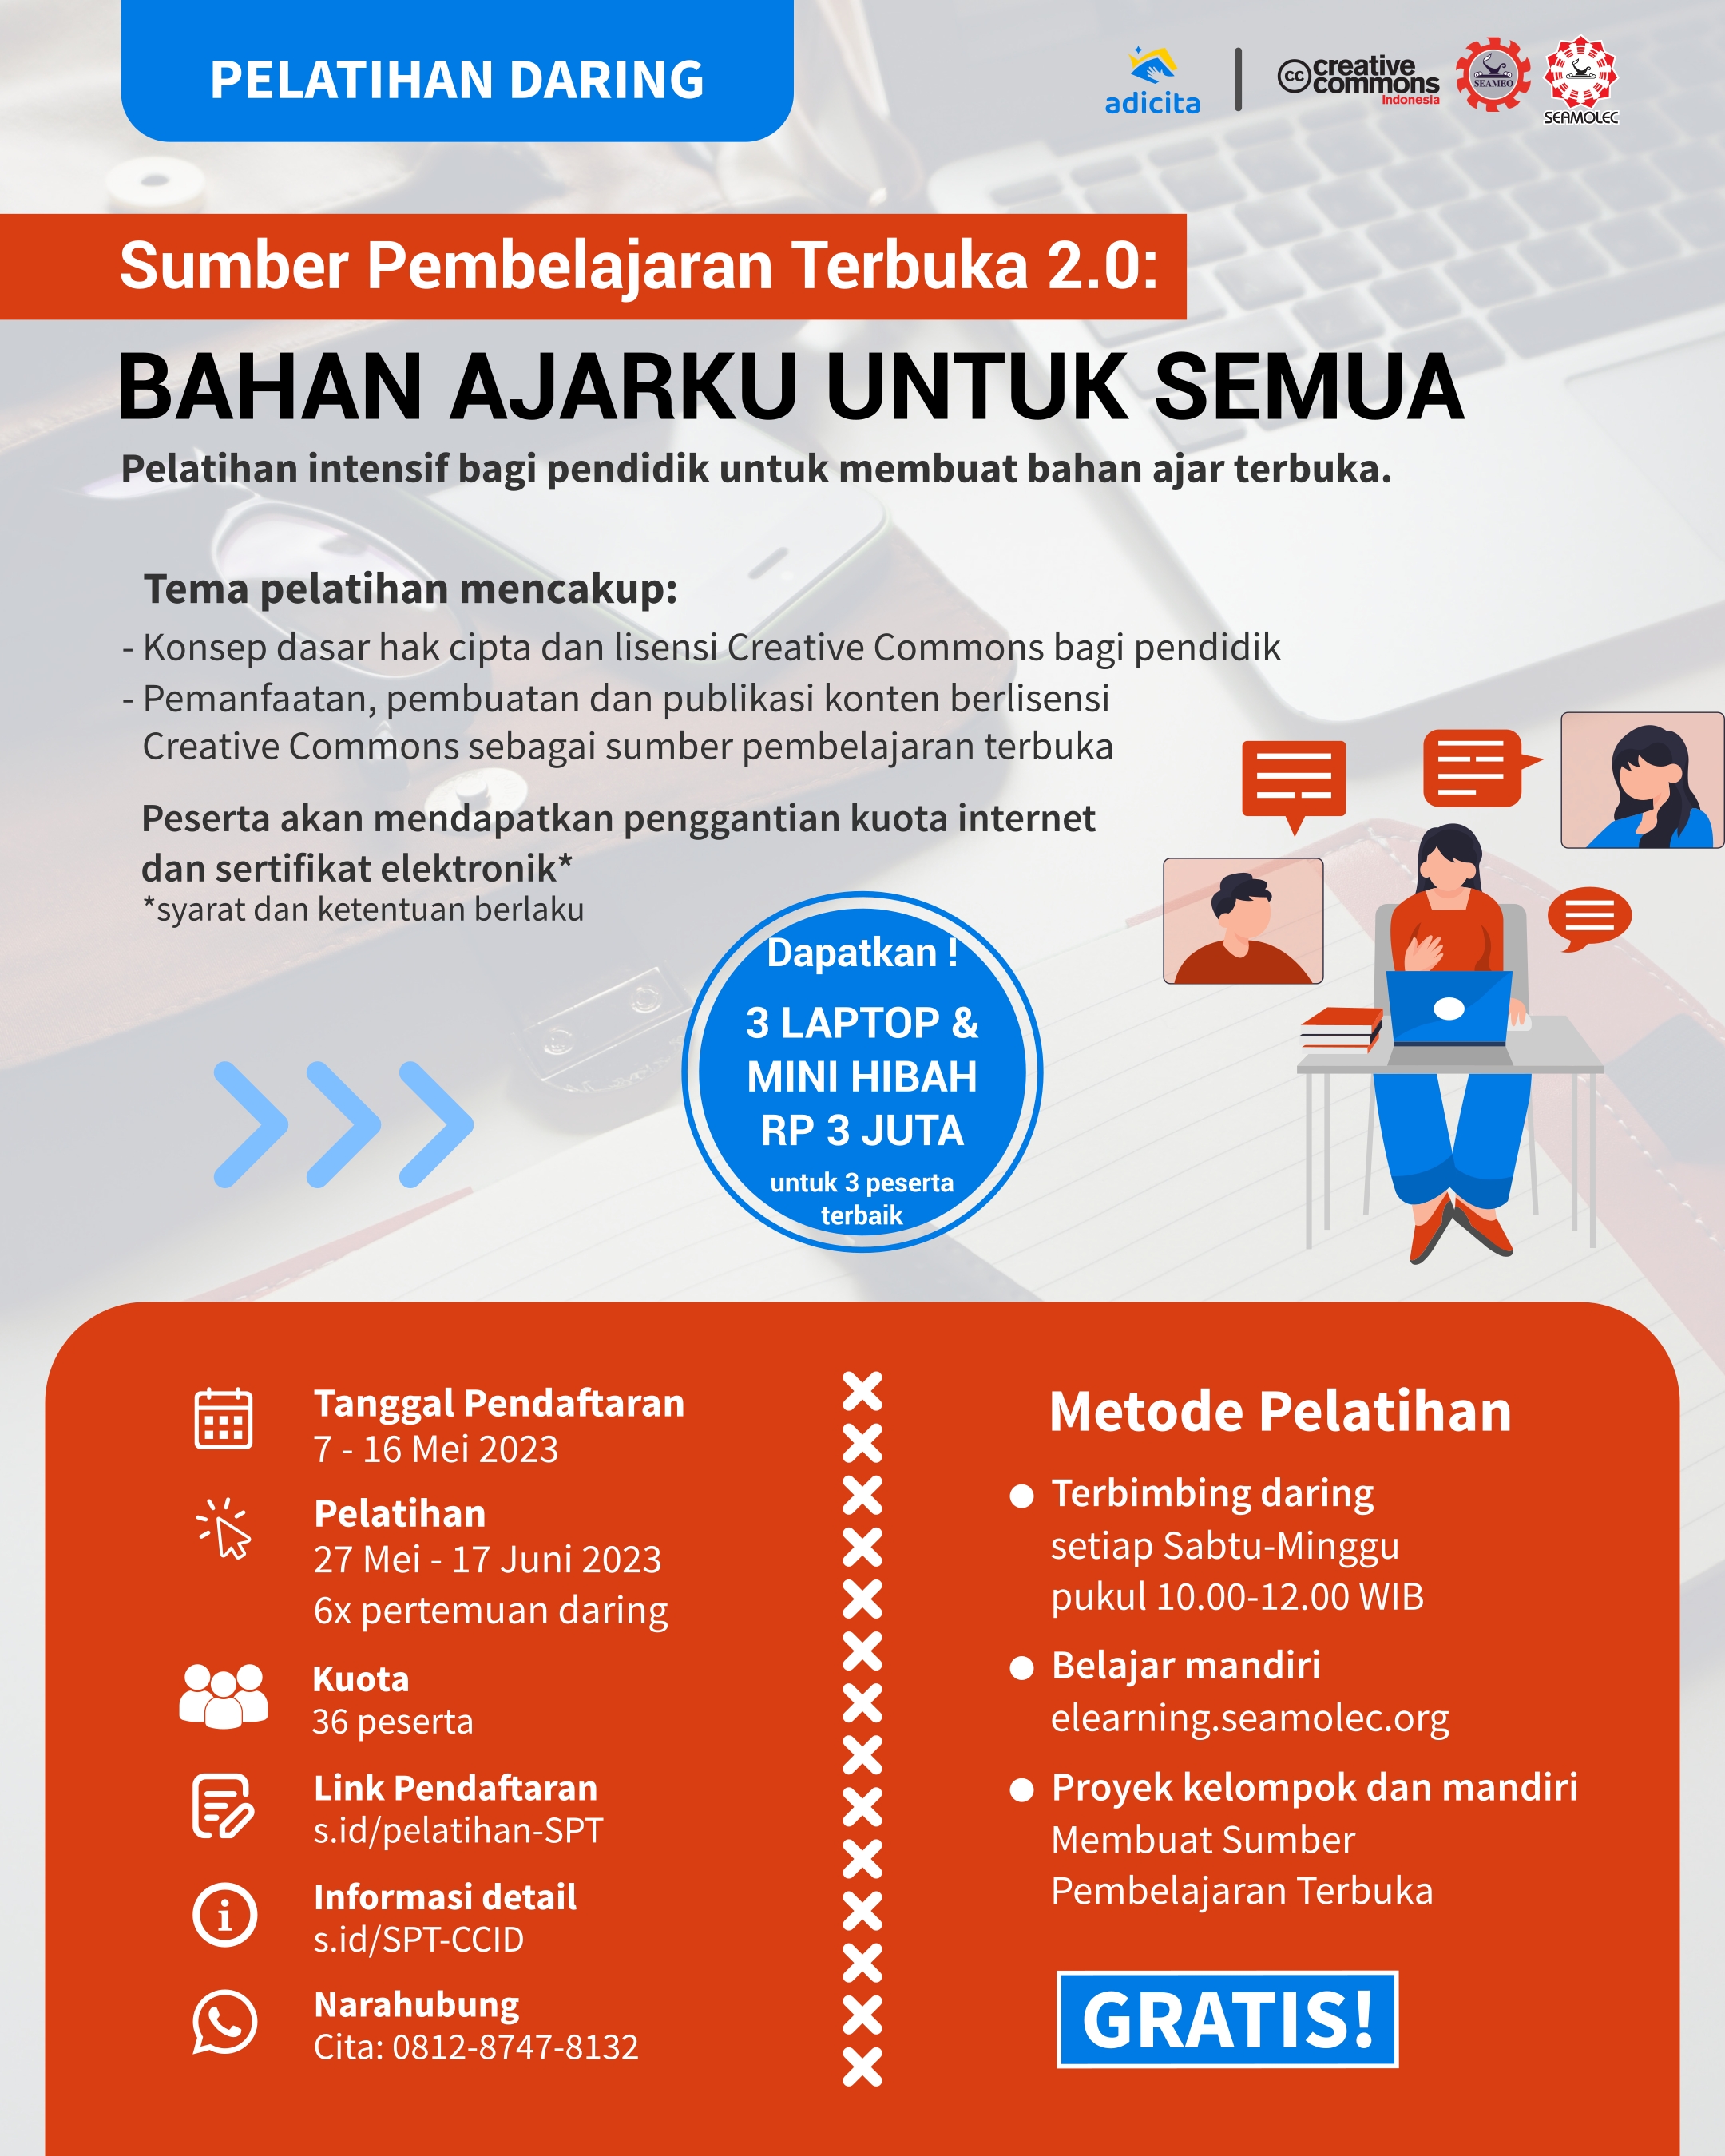 PELATIHAN DARING
adicita
cc creative commons Indonesia
SEAMEO
SEAMOLEC
Sumber Pembelajaran Terbuka 2.0:
BAHAN AJARKU UNTUK SEMUA
Pelatihan intensif bagi pendidik untuk membuat bahan ajar terbuka.
Tema pelatihan mencakup:
- Konsep dasar hak cipta dan lisensi Creative Commons bagi pendidik
- Pemanfaatan, pembuatan dan publikasi konten berlisensi
Creative Commons sebagai sumber pembelajaran terbuka
Peserta akan mendapatkan penggantian kuota internet
dan sertifikat elektronik*
*syarat dan ketentuan berlaku
Dapatkan !
3 LAPTOP &
MINI HIBAH
RP 3 JUTA
untuk 3 peserta
terbaik
Tanggal Pendaftaran
7 - 16 Mei 2023
Pelatihan
27 Mei - 17 Juni 2023
6x pertemuan daring
Kuota
36 peserta
Link Pendaftaran
s.id/pelatihan-SPT
Informasi detail
s.id/SPT-CCID
Narahubung
Cita: 0812-8747-8132
Metode Pelatihan
Terbimbing daring
setiap Sabtu-Minggu
pukul 10.00-12.00 WIB
Belajar mandiri
elearning.seamolec.org
Proyek kelompok dan mandiri
Membuat Sumber
Pembelajaran Terbuka
GRATIS!